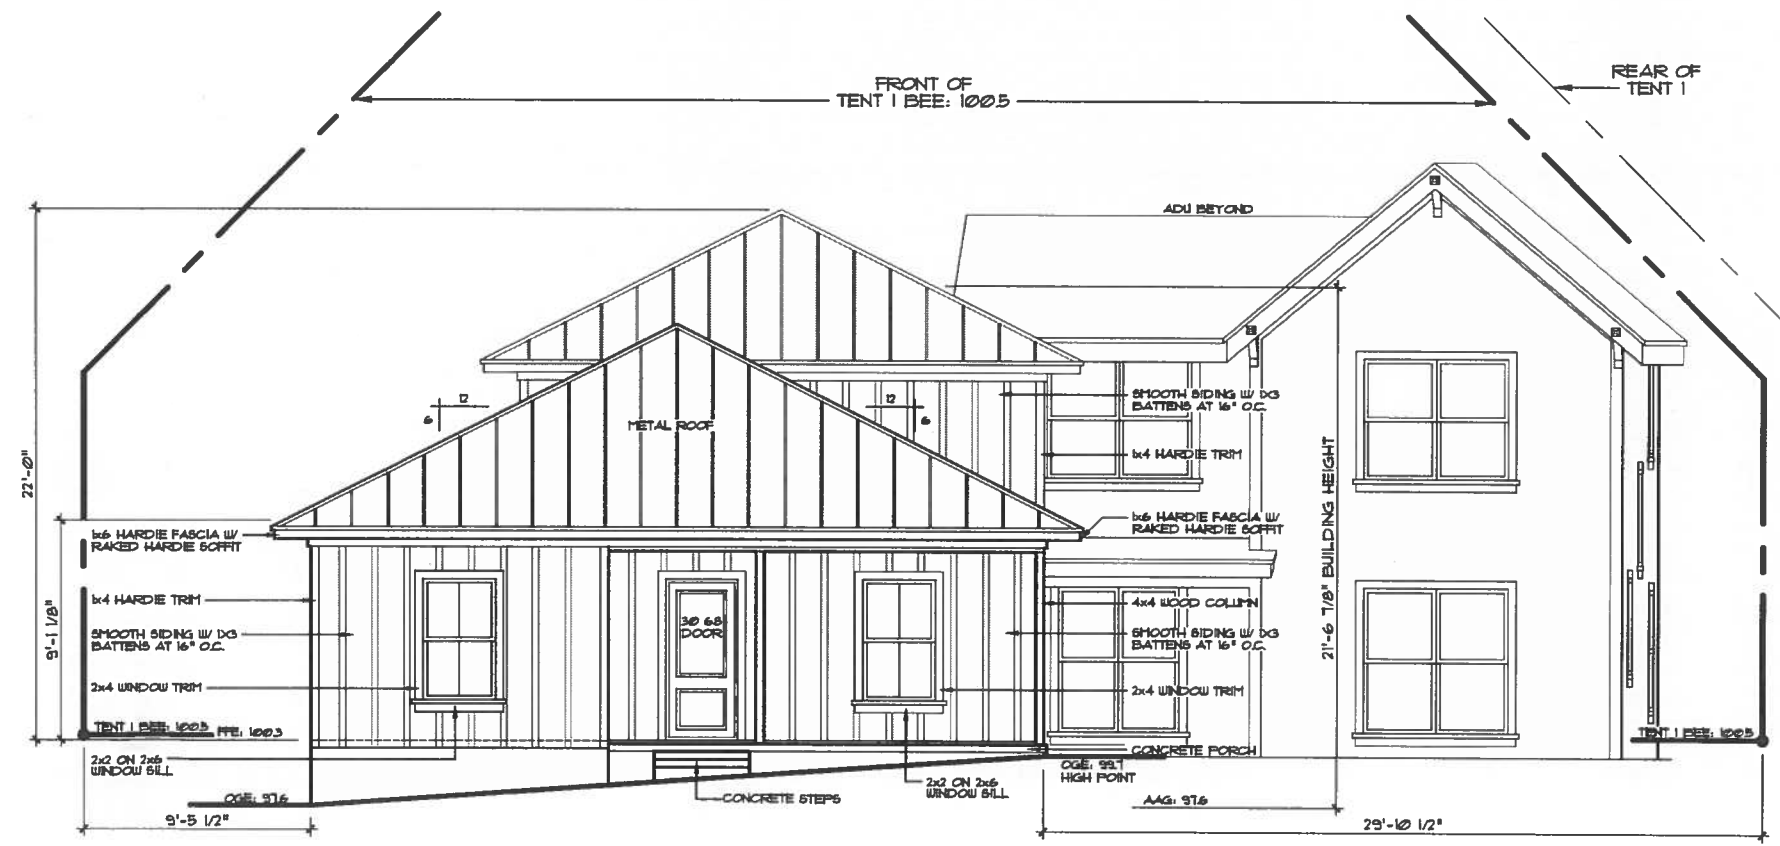 FRONT OF
TENT 1 BEE: 100.5
REAR OF
TENT 1
ADU BEYOND
12
6
METAL ROOF
12
6
SMOOTH SIDING W/ 1X3
BATTENS AT 16" O.C.
1x4 HARDIE TRIM
22'-0"
9'-1 1/8"
21'-6 7/8" BUILDING HEIGHT
1x6 HARDIE FASCIA W/
RAKED HARDIE SOFFIT
1x6 HARDIE FASCIA W/
RAKED HARDIE SOFFIT
1x4 HARDIE TRIM
SMOOTH SIDING W/ 1X3
BATTENS AT 16" O.C.
2x4 WINDOW TRIM
30 68
DOOR
4x4 WOOD COLUMN
SMOOTH SIDING W/ 1X3
BATTENS AT 16" O.C.
2x4 WINDOW TRIM
TENT 1 BEE: 100.5
FFE: 100.3
TENT 1 BEE: 100.5
2x2 ON 2x6
WINDOW SILL
CONCRETE PORCH
OGE: 99.7
HIGH POINT
2x2 ON 2x6
WINDOW SILL
CONCRETE STEPS
OGE: 97.6
AAG: 97.6
9'-5 1/2"
29'-10 1/2"